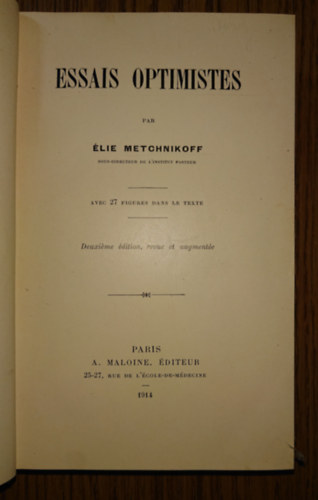 ESSAIS OPTIMISTES
PAR
ÉLIE METCHNIKOFF
SOUS-DIRECTEUR DE L'INSTITUT PASTEUR
AVEC 27 FIGURES DANS LE TEXTE
Deuxième édition, revue et augmentée
PARIS
A. MALOINE, ÉDITEUR
25-27, RUE DE L'ÉCOLE-DE-MÉDECINE
1914